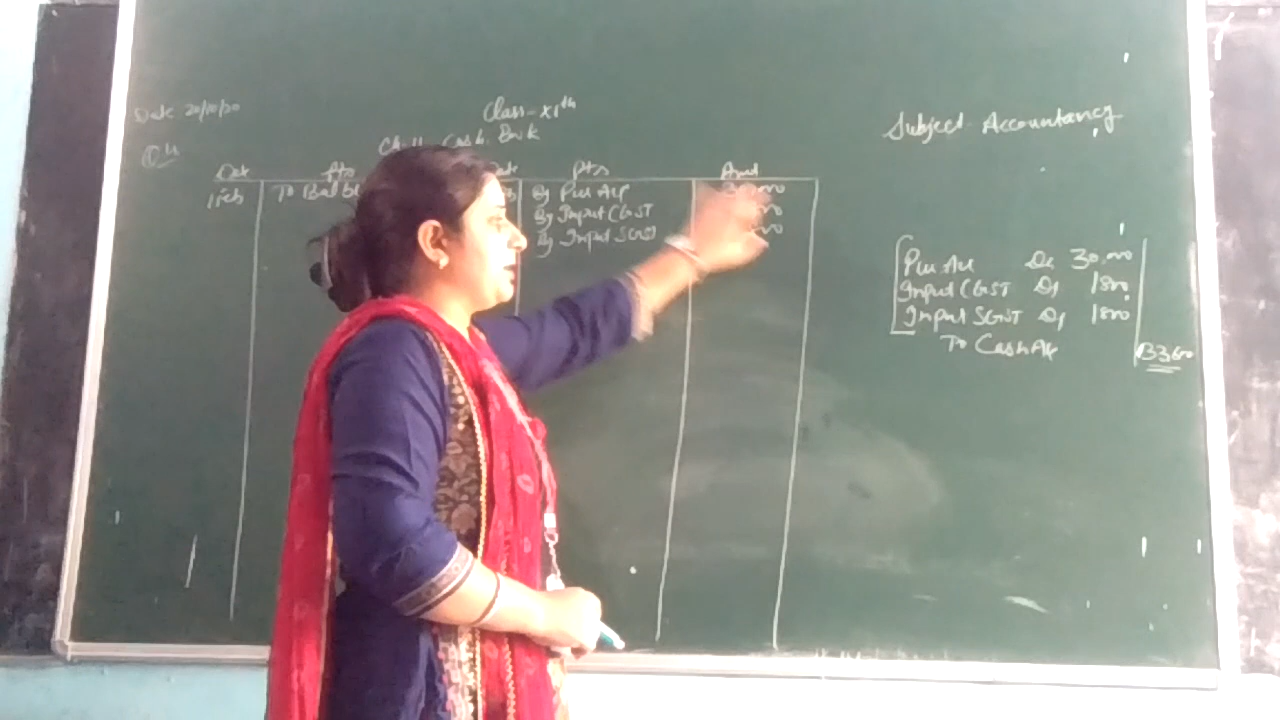 Date 20/10/20
Class - XIth
Subject - Accountancy
Cash Book
Date Pts Date Pts Amt
To Bal b By Pur A/c 30,000
By Input CGST
By Input SGST
Pur A/c Dr 30,000
Input CGST Dr 1800
Input SGST Dr 1800
To Cash A/c
33600